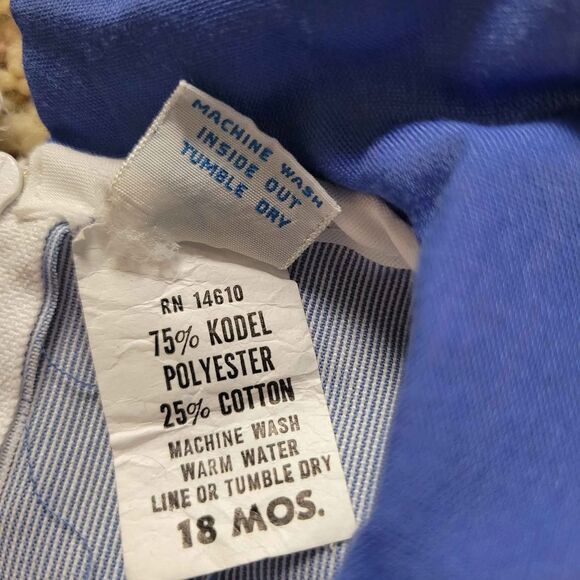 MACHINE WASH
INSIDE OUT
TUMBLE DRY
RN 14610
75% KODEL
POLYESTER
25% COTTON
MACHINE WASH
WARM WATER
LINE OR TUMBLE DRY
18 MOS.